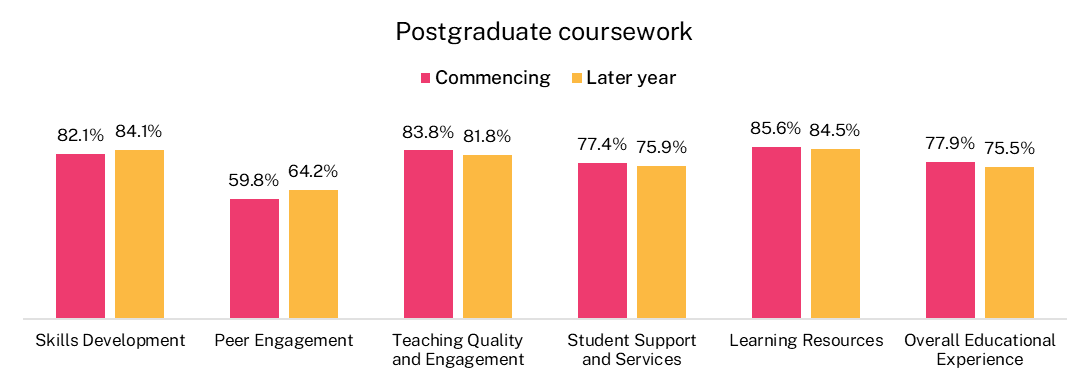 Postgraduate coursework
Commencing
Later year
82.1%
84.1%
59.8%
64.2%
83.8%
81.8%
77.4%
75.9%
85.6%
84.5%
77.9%
75.5%
Skills Development
Peer Engagement
Teaching Quality
and Engagement
Student Support
and Services
Learning Resources
Overall Educational
Experience